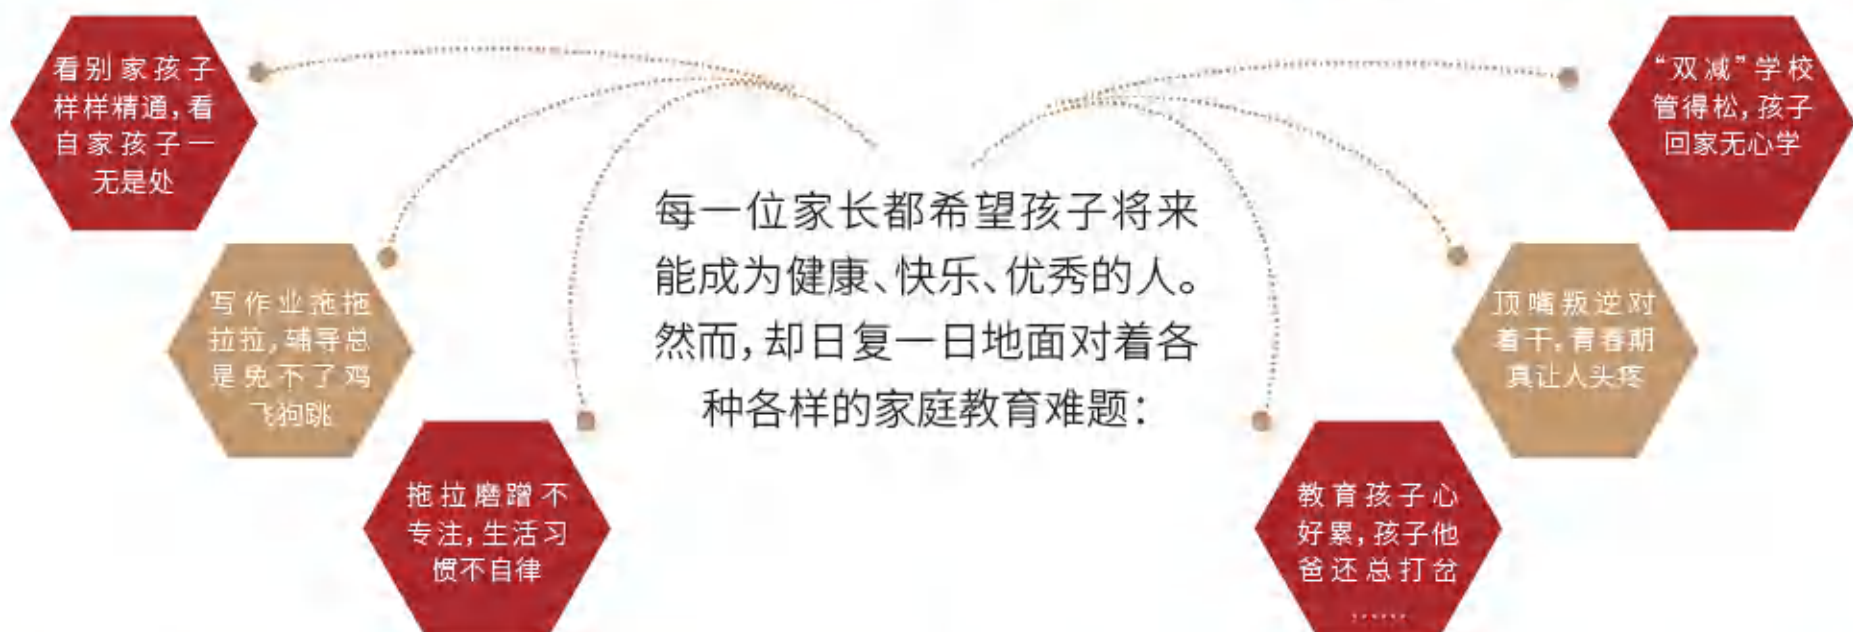 看别家孩子
样样精通，看
自家孩子一
无是处
写作业拖拖
拉拉，辅导总
是免不了鸡
飞狗跳
拖拉磨蹭不
专注，生活习
惯不自律
每一位家长都希望孩子将来
能成为健康、快乐、优秀的人。
然而，却日复一日地面对着各
种各样的家庭教育难题：
“双减”学校
管得松，孩子
回家无心学
顶嘴叛逆对
着干，青春期
真让人头疼
教育孩子心
好累，孩子他
爸还总打岔
……